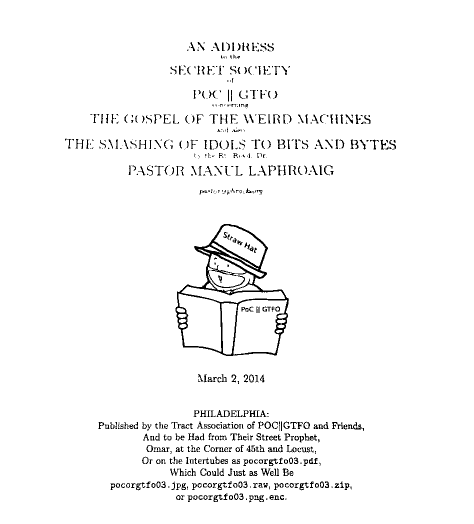 AN ADDRESS
to the
SECRET SOCIETY
of
POC || GTFO
concerning
THE GOSPEL OF THE WEIRD MACHINES
and also
THE SMASHING OF IDOLS TO BITS AND BYTES
by the Rt. Revd. Dr.
PASTOR MANUL LAPHROAIG
Straw Hat
PoC || GTFO
March 2, 2014
PHILADELPHIA:
Published by the Tract Association of POC||GTFO and Friends,
And to be Had from Their Street Prophet,
Omar, at the Corner of 45th and Locust,
Or on the Intertubes as pocorgtfo03.pdf,
Which Could Just as Well Be
pocorgtfo03.jpg, pocorgtfo03.raw, pocorgtfo03.zip,
or pocorgtfo03.png.enc.